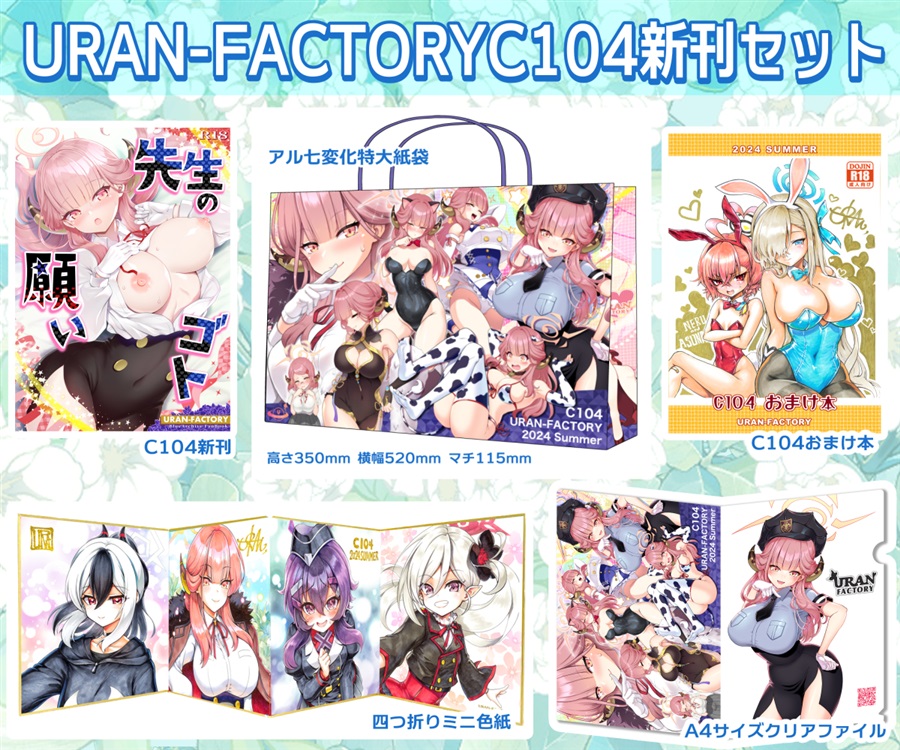 URAN-FACTORYC104新刊セット
R18
先生の
願い
ゴト
URAN-FACTORY
C104新刊
アル七変化特大紙袋
C104
URAN-FACTORY
2024 Summer
高さ350mm 横幅520mm マチ115mm
2024 SUMMER
DOJIN
R18
成人向け
NERU
ASUNA
C104 おまけ本
URAN FACTORY
C104おまけ本
C104
2024 SUMMER
四つ折りミニ色紙
C104
URAN-FACTORY
2024 Summer
URAN
FACTORY
A4サイズクリアファイル